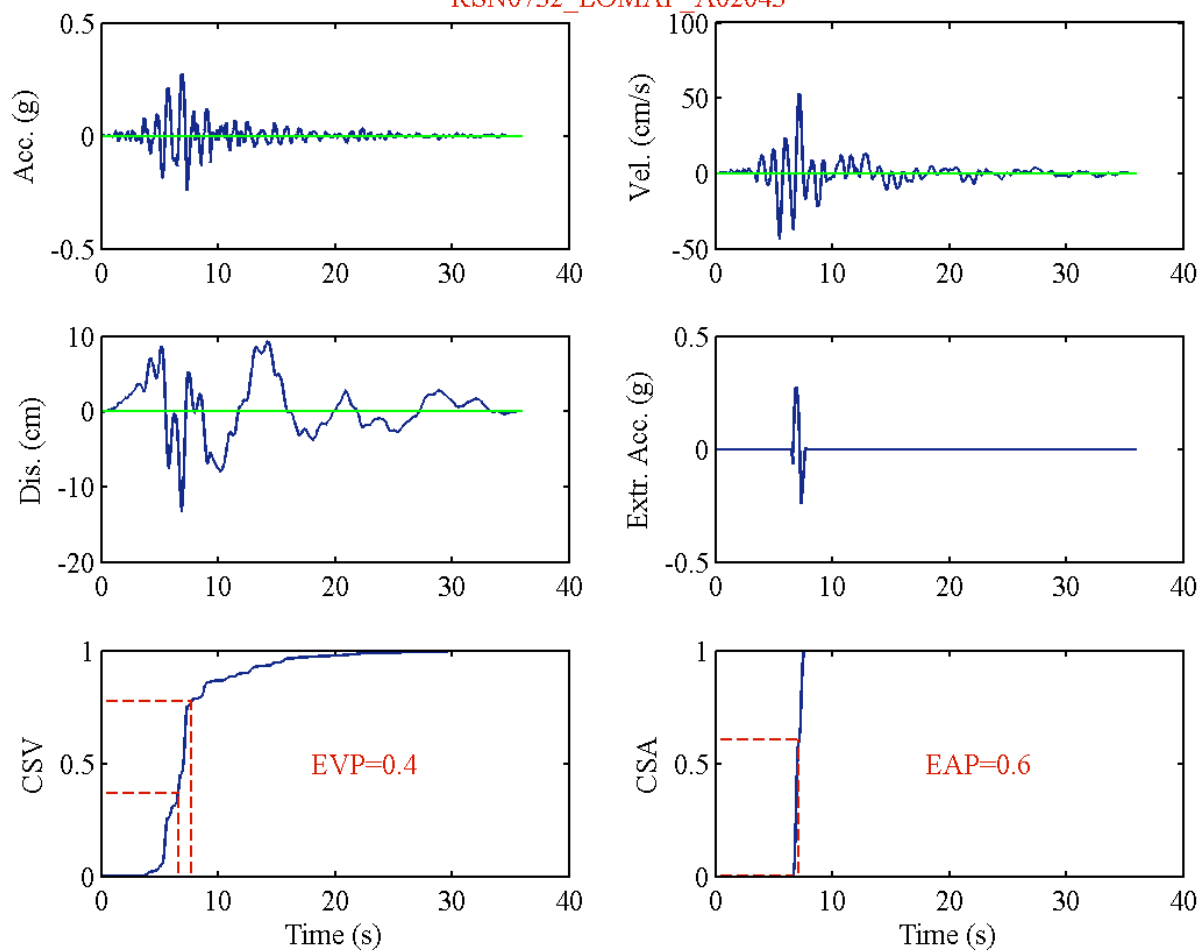 RSN0732_LOMAP_A02043
Acc. (g)
0.5
0
-0.5
0 10 20 30 40
Vel. (cm/s)
100
50
0
-50
0 10 20 30 40
Dis. (cm)
10
0
-10
-20
0 10 20 30 40
Extr. Acc. (g)
0.5
0
-0.5
0 10 20 30 40
CSV
1
0.5
0
EVP=0.4
0 10 20 30 40
Time (s)
CSA
1
0.5
0
EAP=0.6
0 10 20 30 40
Time (s)